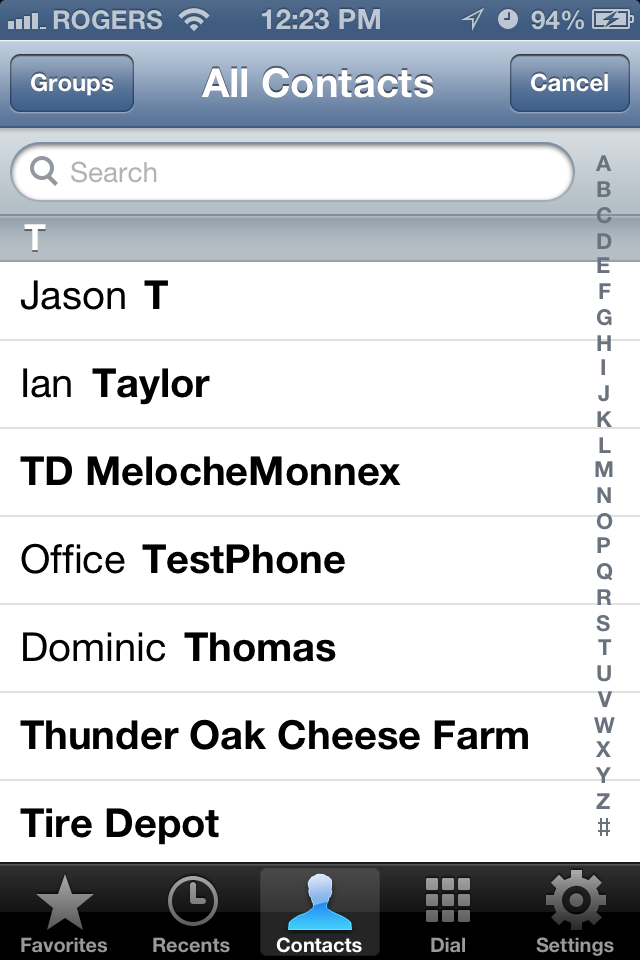 ROGERS 12:23 PM 94%
Groups All Contacts Cancel
Search
T
Jason T
Ian Taylor
TD MelocheMonnex
Office TestPhone
Dominic Thomas
Thunder Oak Cheese Farm
Tire Depot
A
B
C
D
E
F
G
H
I
J
K
L
M
N
O
P
Q
R
S
T
U
V
W
X
Y
Z
#
Favorites Recents Contacts Dial Settings